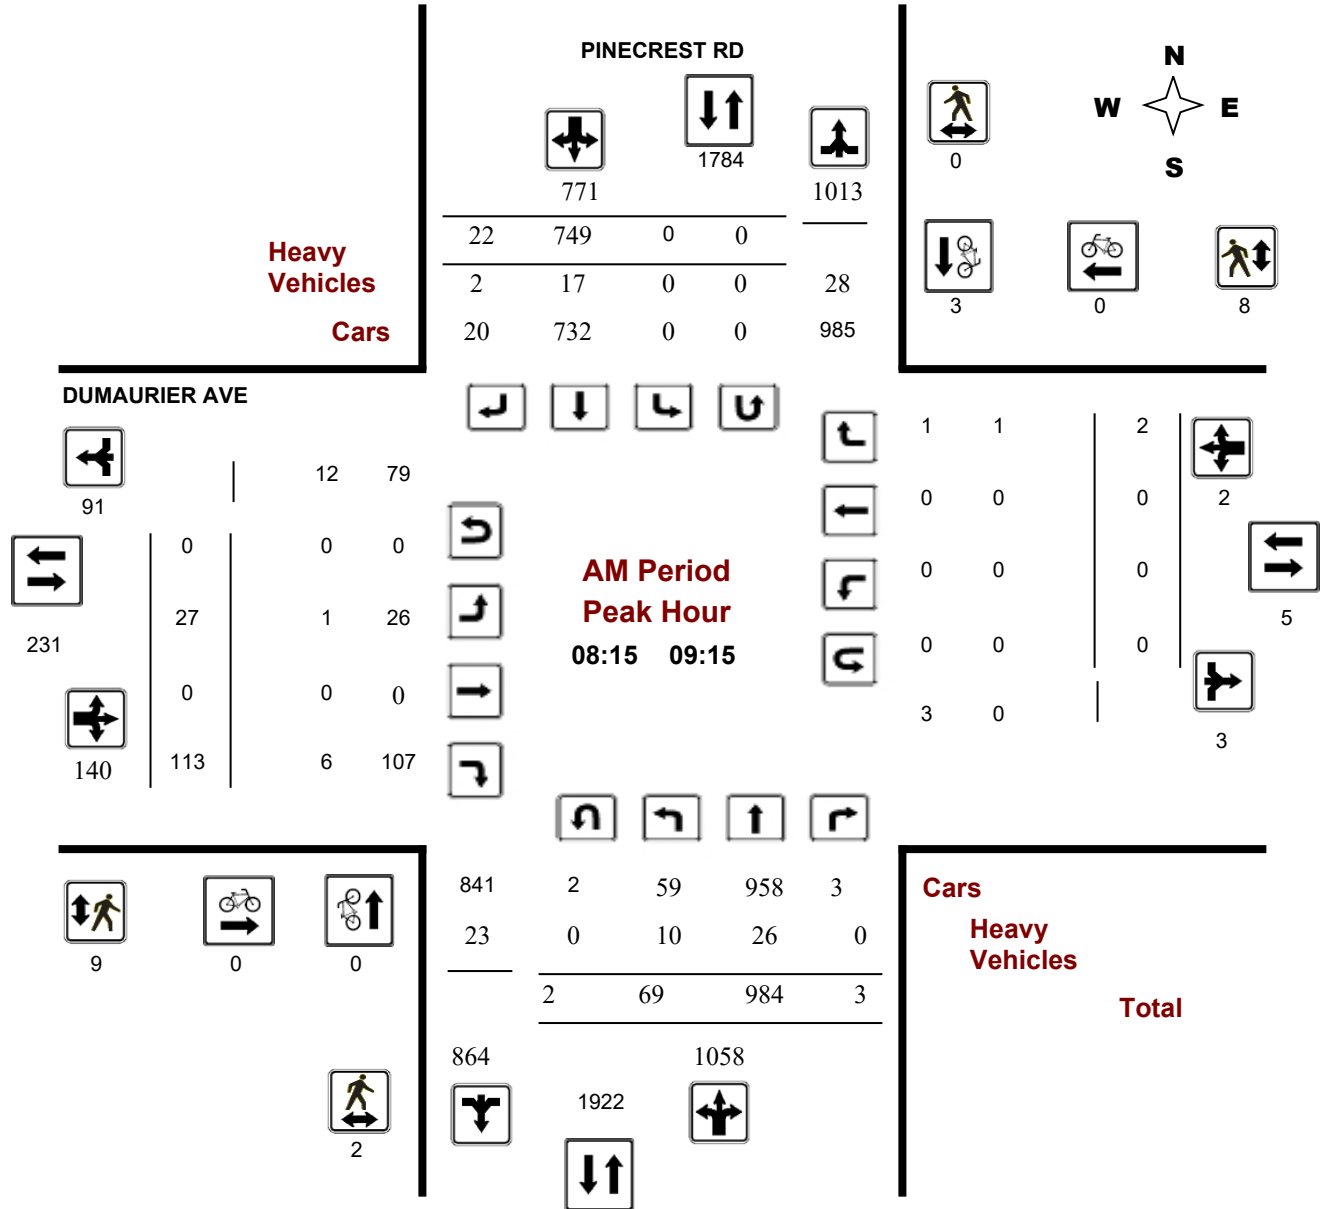 PINECREST RD
N
W E
S
1784
0
771 1013
22 749 0 0
Heavy
Vehicles
2 17 0 0 28
Cars
20 732 0 0 985
3 0 8
DUMAURIER AVE
1 1 2
12 79
91
0 0 0 2
0 0 0
AM Period
0 0 0
Peak Hour
27 1 26
5
231
08:15 09:15
0 0 0
0 0 0
3 0
3
140
113 6 107
841 2 59 958 3
Cars
23 0 10 26 0
Heavy
Vehicles
9 0 0
2 69 984 3
Total
864 1058
1922
2